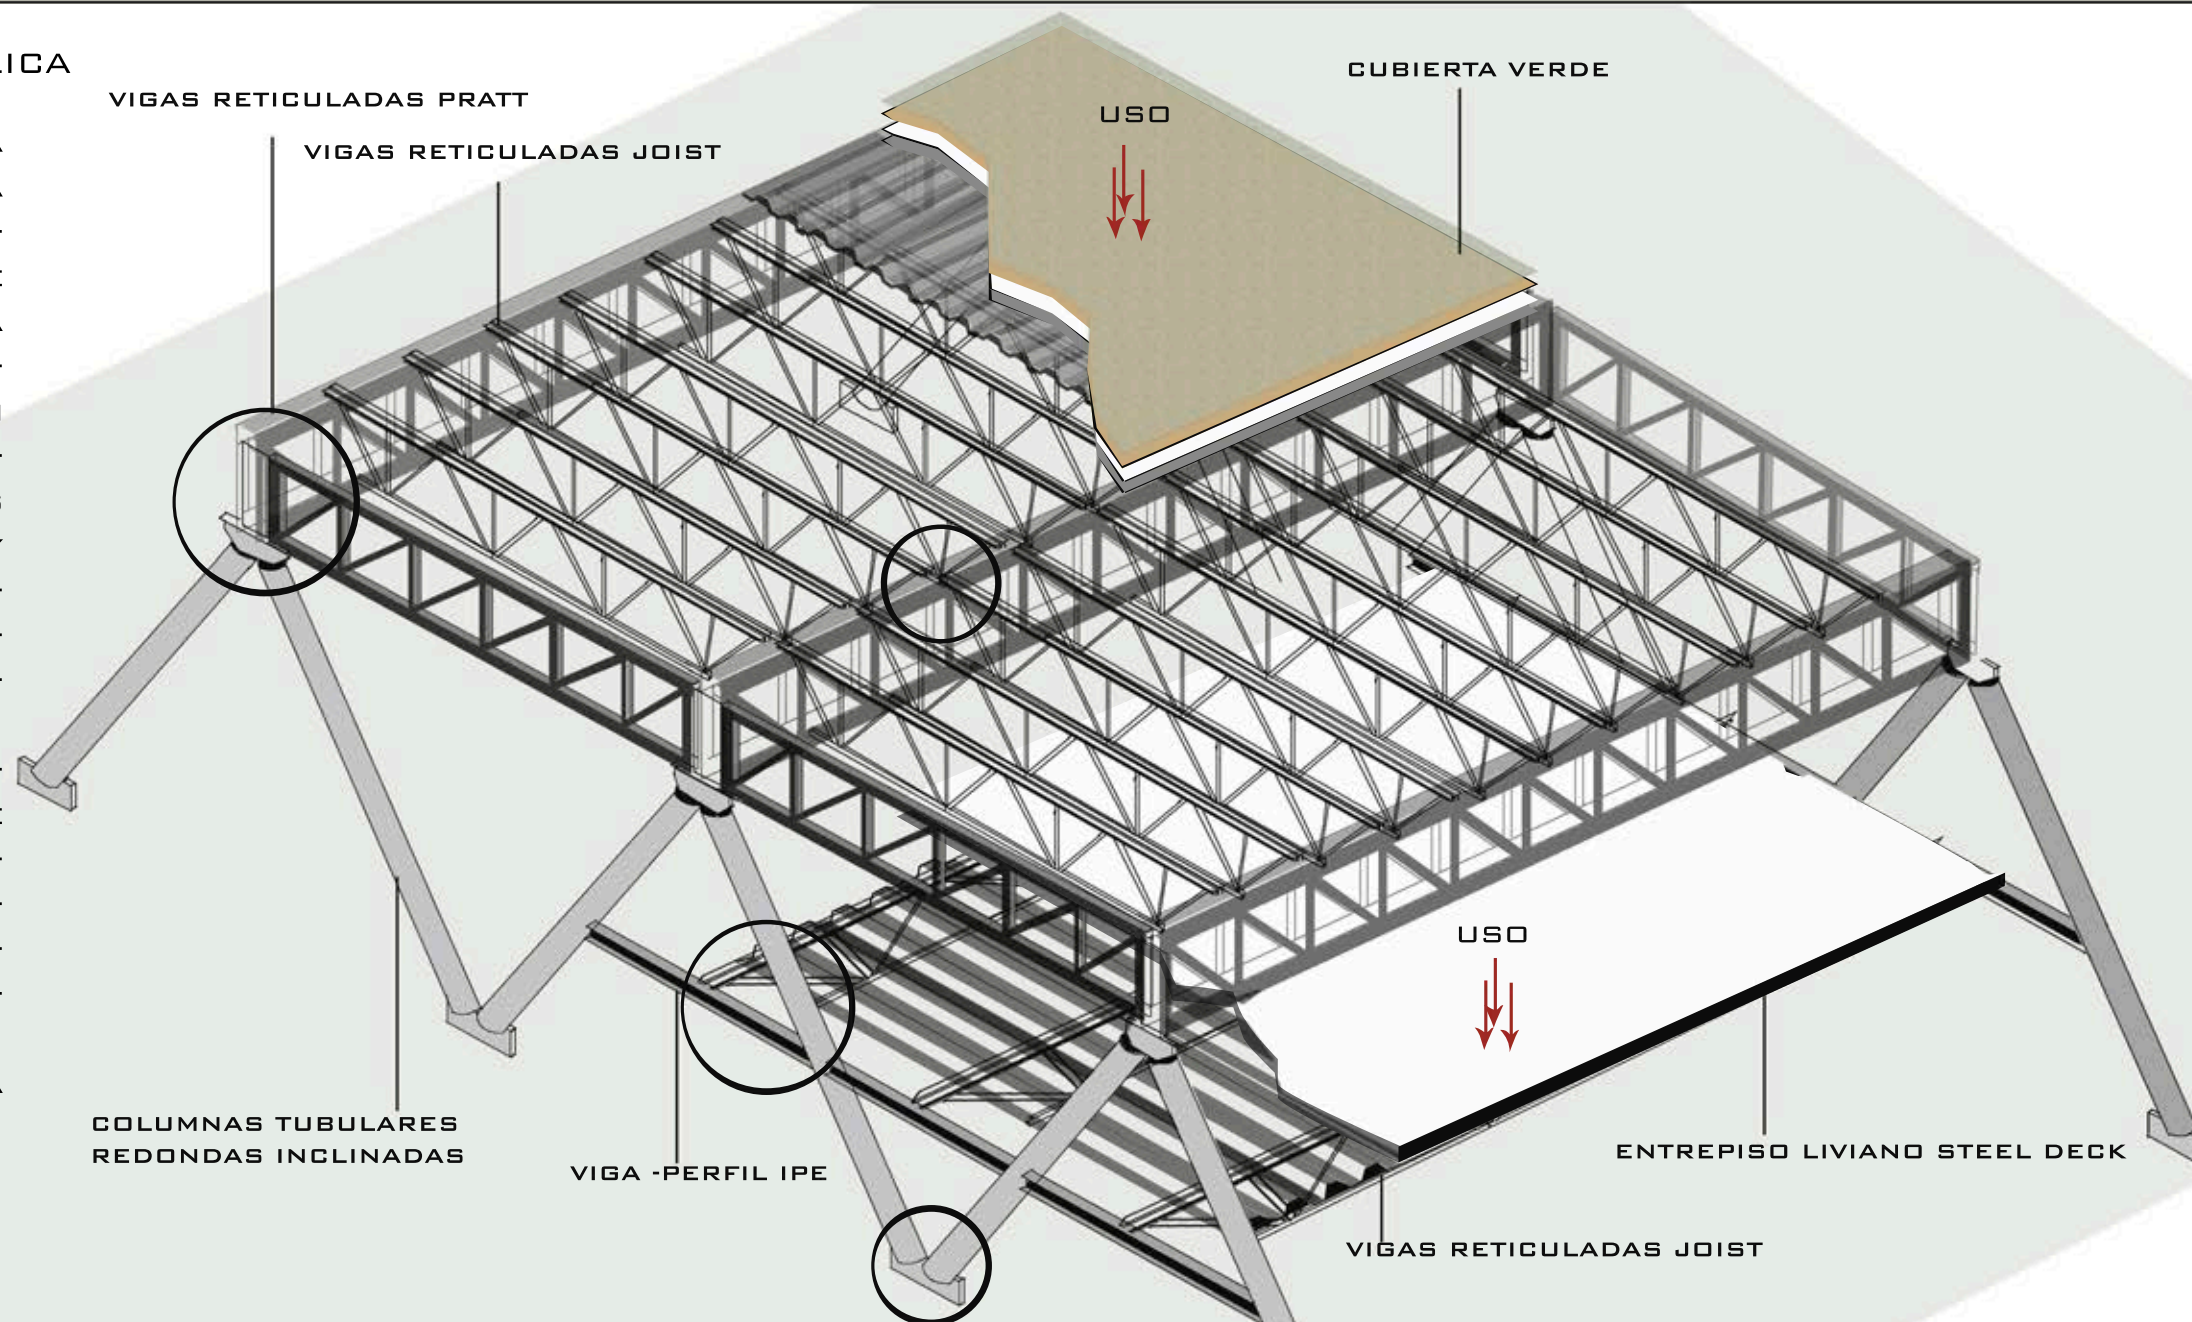 VIGAS RETICULADAS PRATT
VIGAS RETICULADAS JOIST
USO
CUBIERTA VERDE
USO
COLUMNAS TUBULARES
REDONDAS INCLINADAS
VIGA -PERFIL IPE
ENTREPISO LIVIANO STEEL DECK
VIGAS RETICULADAS JOIST